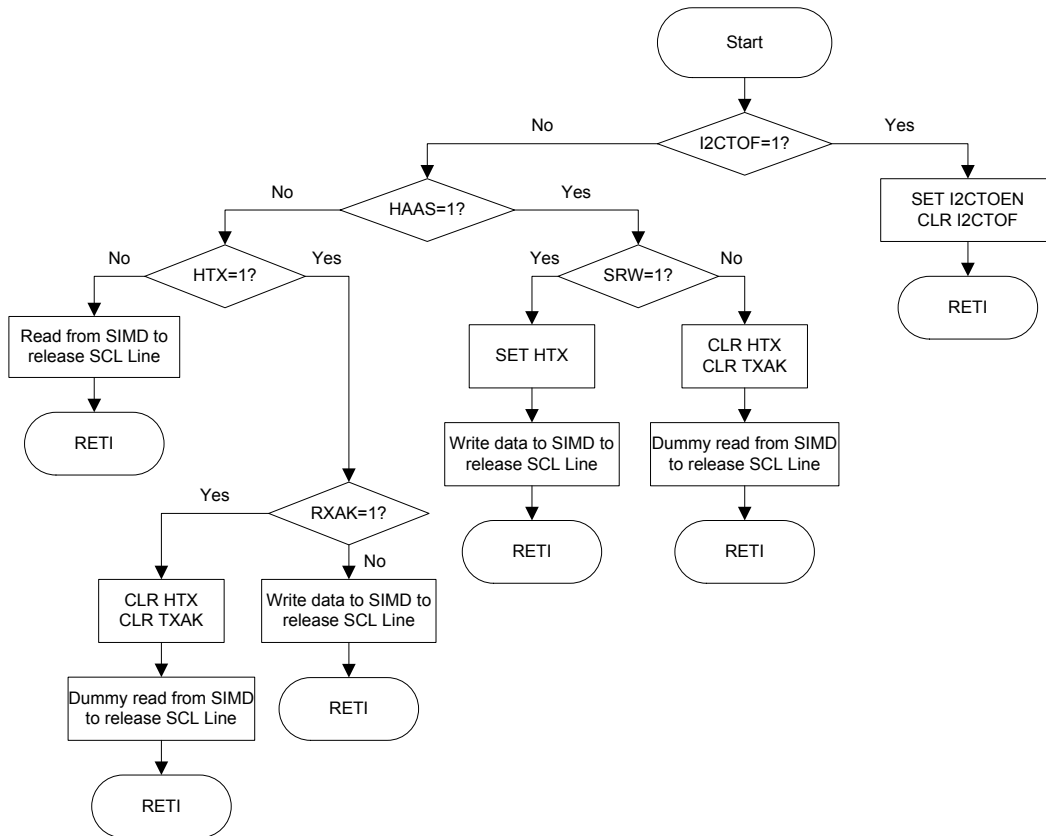 Start
I2CTOF=1?
No
Yes
HAAS=1?
No
Yes
SET I2CTOEN
CLR I2CTOF
RETI
HTX=1?
No
Yes
SRW=1?
Yes
No
Read from SIMD to
release SCL Line
RETI
SET HTX
CLR HTX
CLR TXAK
Write data to SIMD to
release SCL Line
Dummy read from SIMD
to release SCL Line
RETI
RETI
RXAK=1?
Yes
No
CLR HTX
CLR TXAK
Write data to SIMD to
release SCL Line
Dummy read from SIMD
to release SCL Line
RETI
RETI